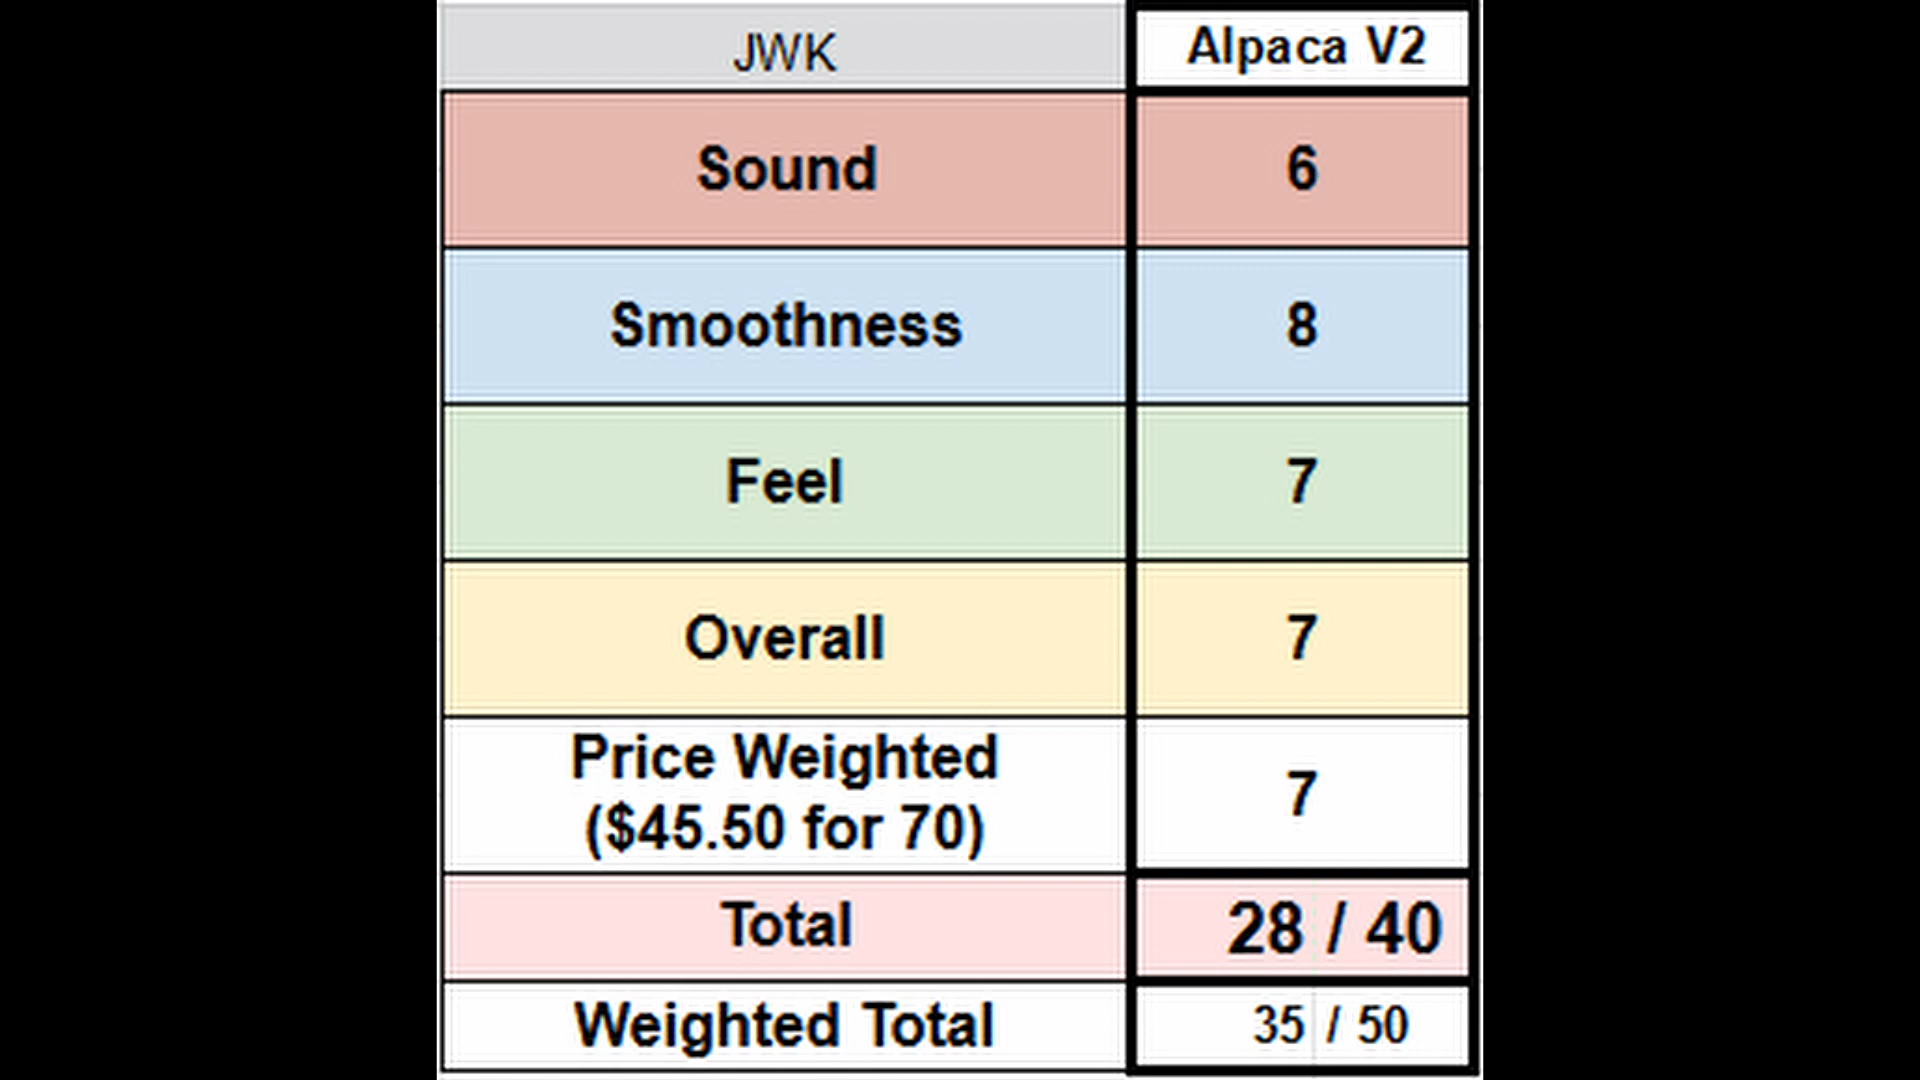 JWK
Alpaca V2
Sound
6
Smoothness
8
Feel
7
Overall
7
Price Weighted
($45.50 for 70)
7
Total
28 / 40
Weighted Total
35 / 50